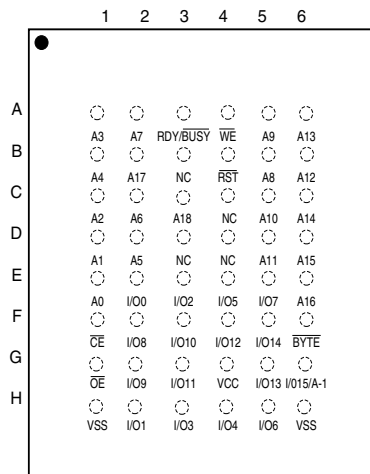 1 2 3 4 5 6
A
A3 A7 RDY/BUSY WE A9 A13
B
A4 A17 NC RST A8 A12
C
A2 A6 A18 NC A10 A14
D
A1 A5 NC NC A11 A15
E
A0 I/O0 I/O2 I/O5 I/O7 A16
F
CE I/O8 I/O10 I/O12 I/O14 BYTE
G
OE I/O9 I/O11 VCC I/O13 I/015/A-1
H
VSS I/O1 I/O3 I/O4 I/O6 VSS